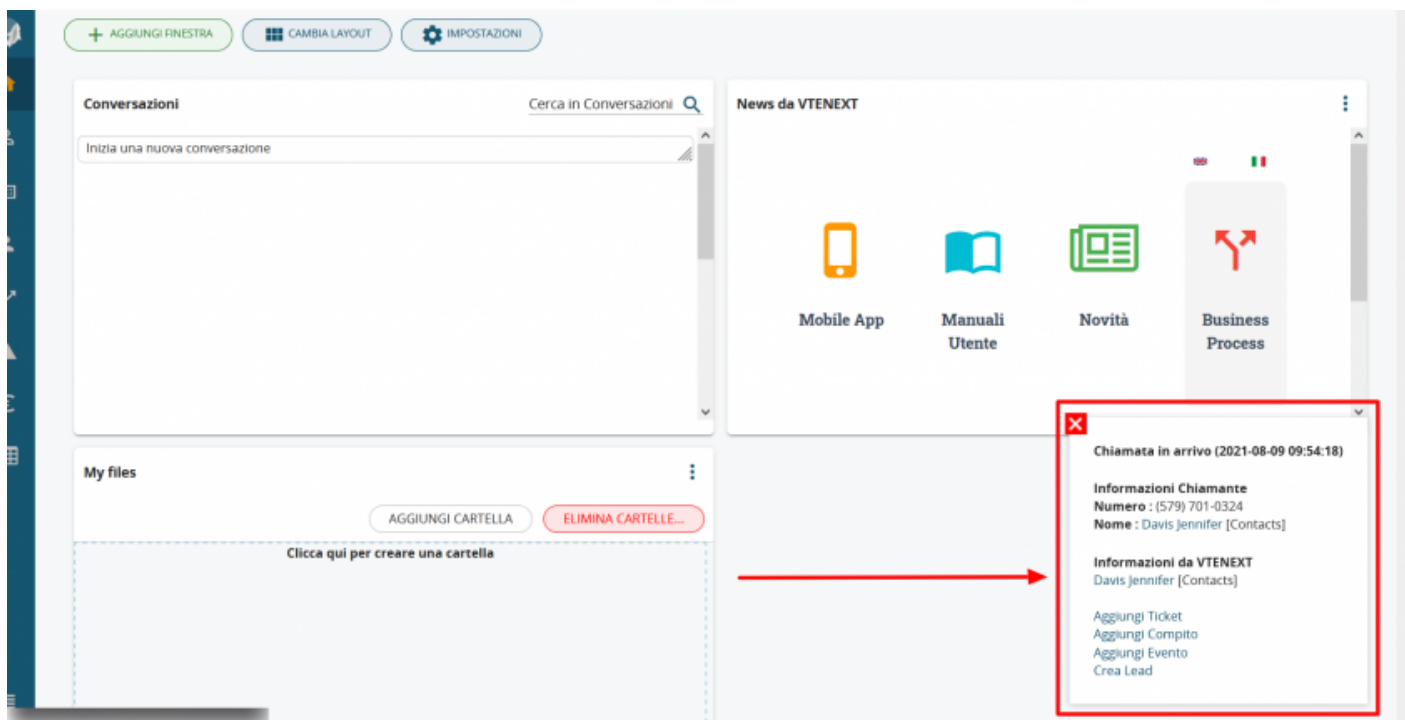 AGGIUNGI FINESTRA
CAMBIA LAYOUT
IMPOSTAZIONI
Conversazioni
Cerca in Conversazioni
Inizia una nuova conversazione
News da VTENEXT
Mobile App
Manuali
Utente
Novità
Business
Process
My files
AGGIUNGI CARTELLA
ELIMINA CARTELLE...
Clicca qui per creare una cartella
Chiamata in arrivo (2021-08-09 09:54:18)
Informazioni Chiamante
Numero : (579) 701-0324
Nome : Davis Jennifer [Contacts]
Informazioni da VTENEXT
Davis Jennifer [Contacts]
Aggiungi Ticket
Aggiungi Compito
Aggiungi Evento
Crea Lead